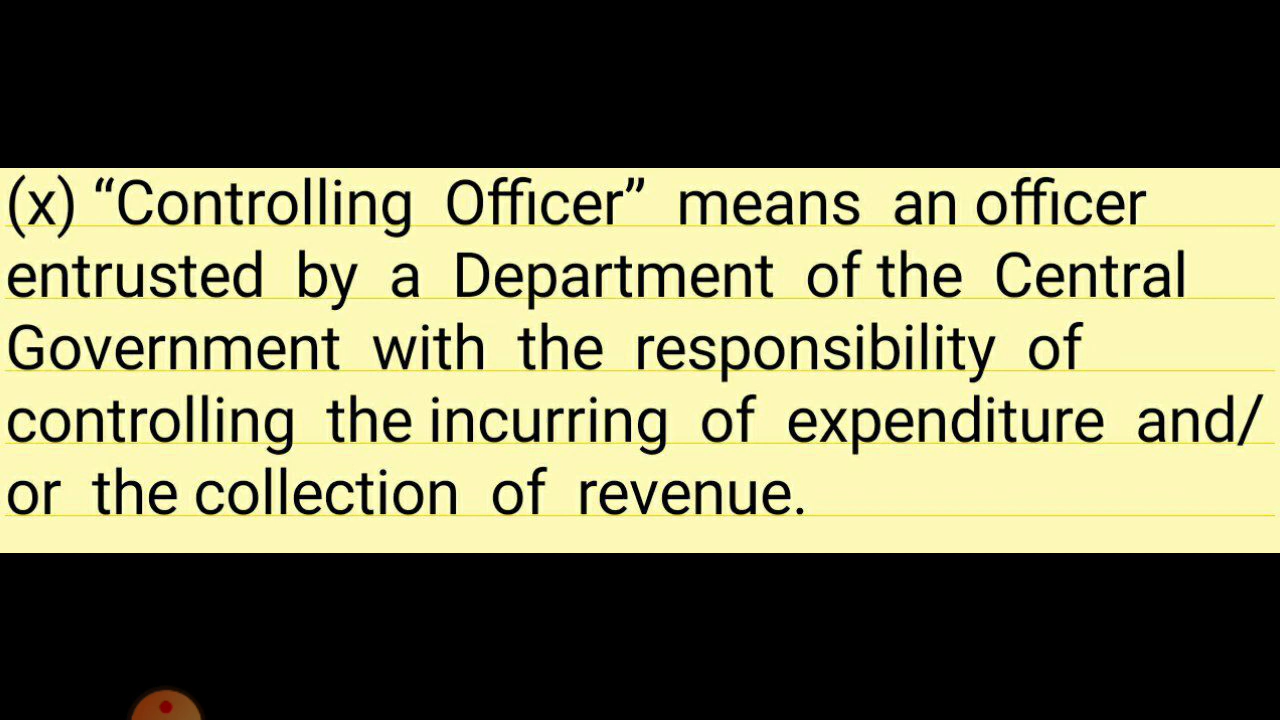 (x) “Controlling Officer” means an officer
entrusted by a Department of the Central
Government with the responsibility of
controlling the incurring of expenditure and/
or the collection of revenue.